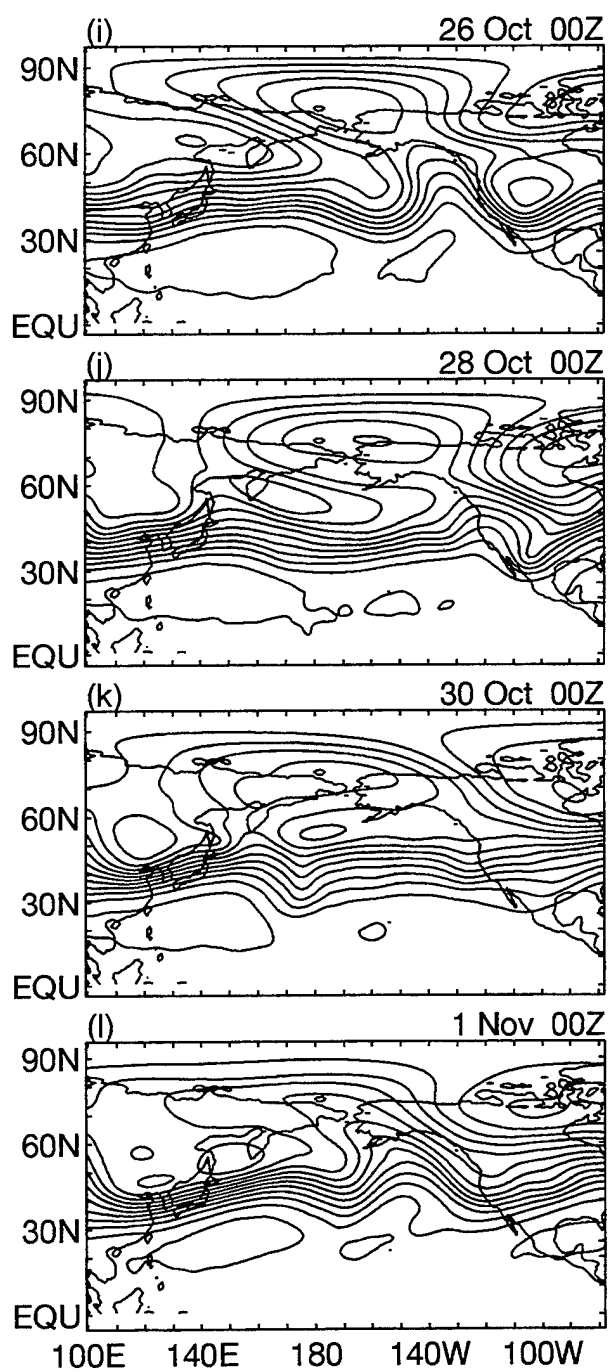 (i) 26 Oct 00Z
90N
60N
30N
EQU
(j) 28 Oct 00Z
90N
60N
30N
EQU
(k) 30 Oct 00Z
90N
60N
30N
EQU
(l) 1 Nov 00Z
90N
60N
30N
EQU
100E 140E 180 140W 100W